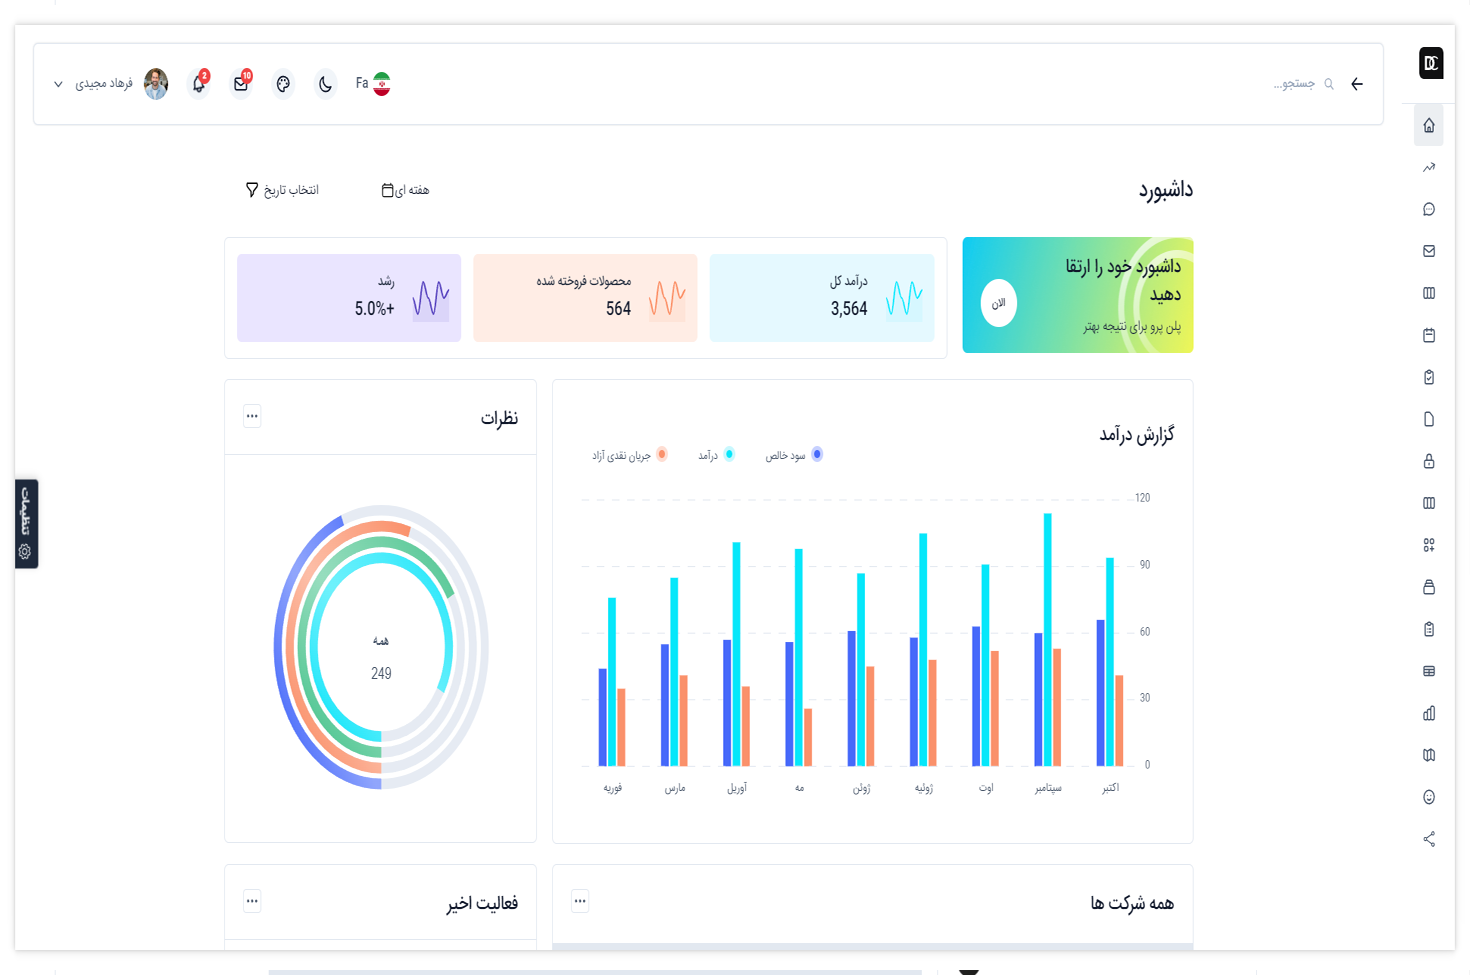 DC
جستجو...
Fa
10
2
فرهاد مجیدی
داشبورد
هفته ای
انتخاب تاریخ
داشبورد خود را ارتقا
دهید
پلن پرو برای نتیجه بهتر
الان
درآمد کل
3,564
محصولات فروخته شده
564
رشد
+5.0%
گزارش درآمد
سود خالص
درآمد
جریان نقدی آزاد
120
90
60
30
0
فوریه
مارس
آوریل
مه
ژوئن
ژوئیه
اوت
سپتامبر
اکتبر
نظرات
همه
249
تنظیمات
همه شرکت ها
فعالیت اخیر